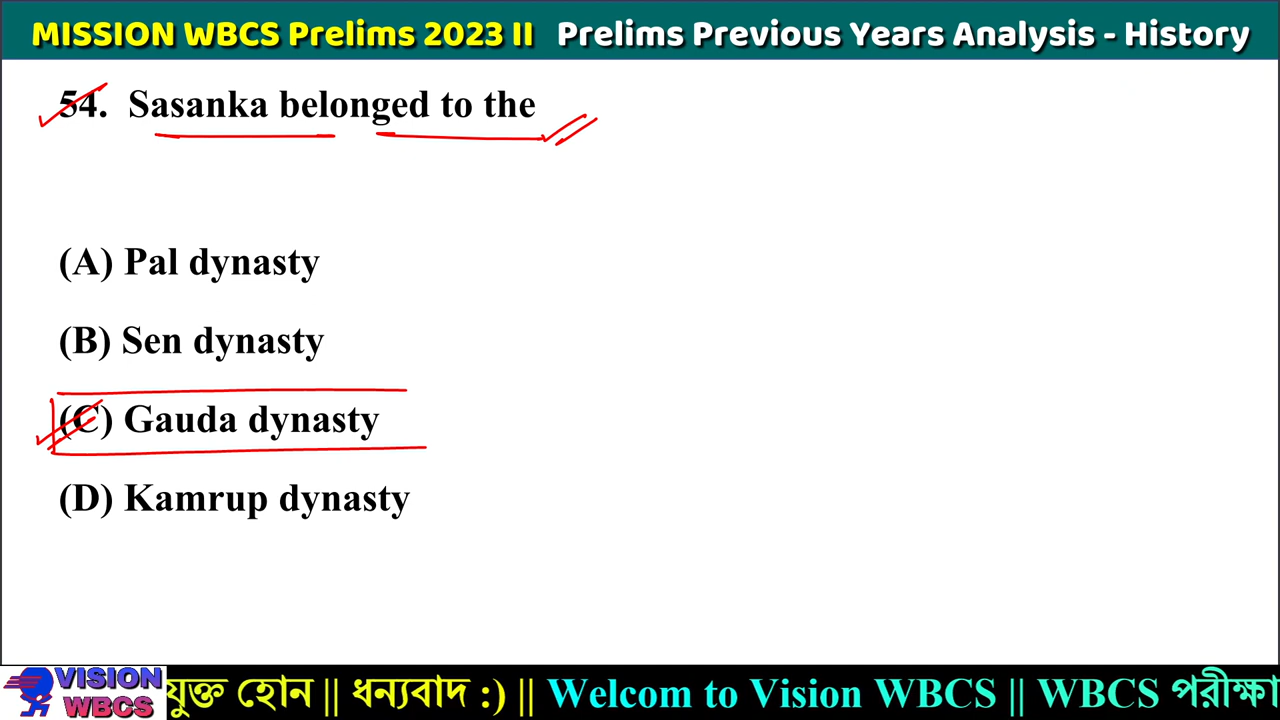 MISSION WBCS Prelims 2023 II Prelims Previous Years Analysis - History
54. Sasanka belonged to the
(A) Pal dynasty
(B) Sen dynasty
(C) Gauda dynasty
(D) Kamrup dynasty
VISION
WBCS
যুক্ত হোন || ধন্যবাদ :) || Welcom to Vision WBCS || WBCS পরীক্ষা